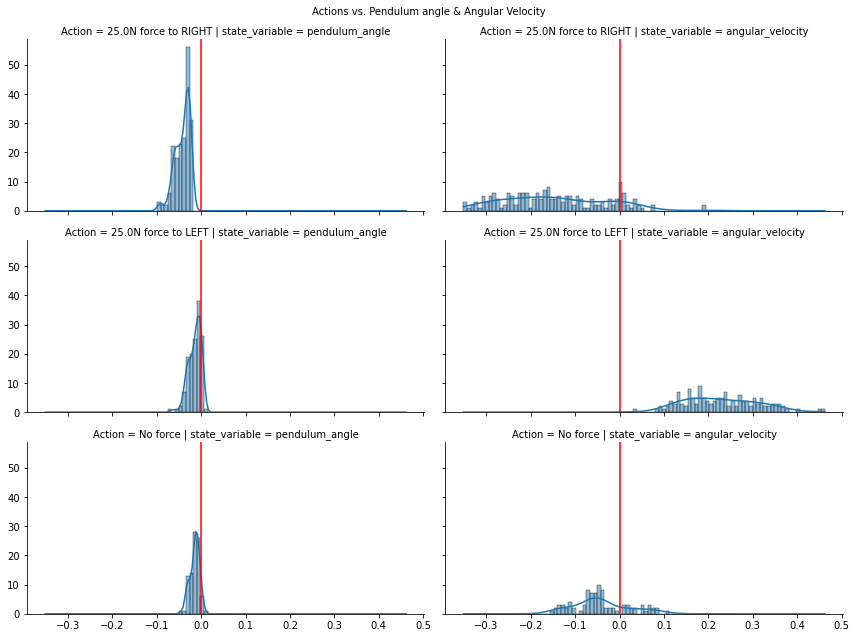 Actions vs. Pendulum angle & Angular Velocity
Action = 25.0N force to RIGHT | state_variable = pendulum_angle
Action = 25.0N force to RIGHT | state_variable = angular_velocity
50
40
30
20
10
0
Action = 25.0N force to LEFT | state_variable = pendulum_angle
Action = 25.0N force to LEFT | state_variable = angular_velocity
50
40
30
20
10
0
Action = No force | state_variable = pendulum_angle
Action = No force | state_variable = angular_velocity
50
40
30
20
10
0
−0.3 −0.2 −0.1 0.0 0.1 0.2 0.3 0.4 0.5
−0.3 −0.2 −0.1 0.0 0.1 0.2 0.3 0.4 0.5